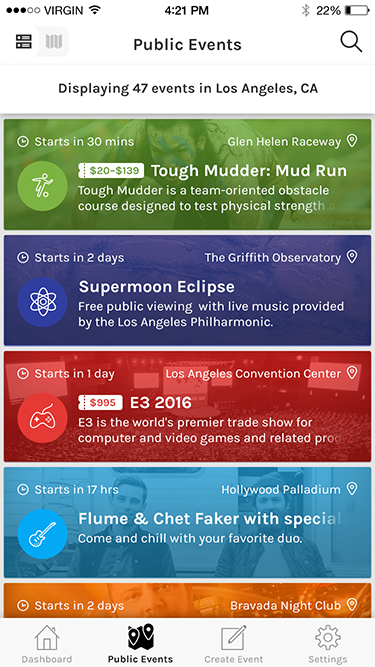 VIRGIN 4:21 PM 22%
Public Events
Displaying 47 events in Los Angeles, CA
Starts in 30 mins Glen Helen Raceway
$20-$139 Tough Mudder: Mud Run
Tough Mudder is a team-oriented obstacle
course designed to test physical strength
Starts in 2 days The Griffith Observatory
Supermoon Eclipse
Free public viewing with live music provided
by the Los Angeles Philharmonic.
Starts in 1 day Los Angeles Convention Center
$995 E3 2016
E3 is the world's premier trade show for
computer and video games and related prod
Starts in 17 hrs Hollywood Palladium
Flume & Chet Faker with special
Come and chill with your favorite duo.
Starts in 2 days Bravada Night Club
Dashboard Public Events Create Event Settings